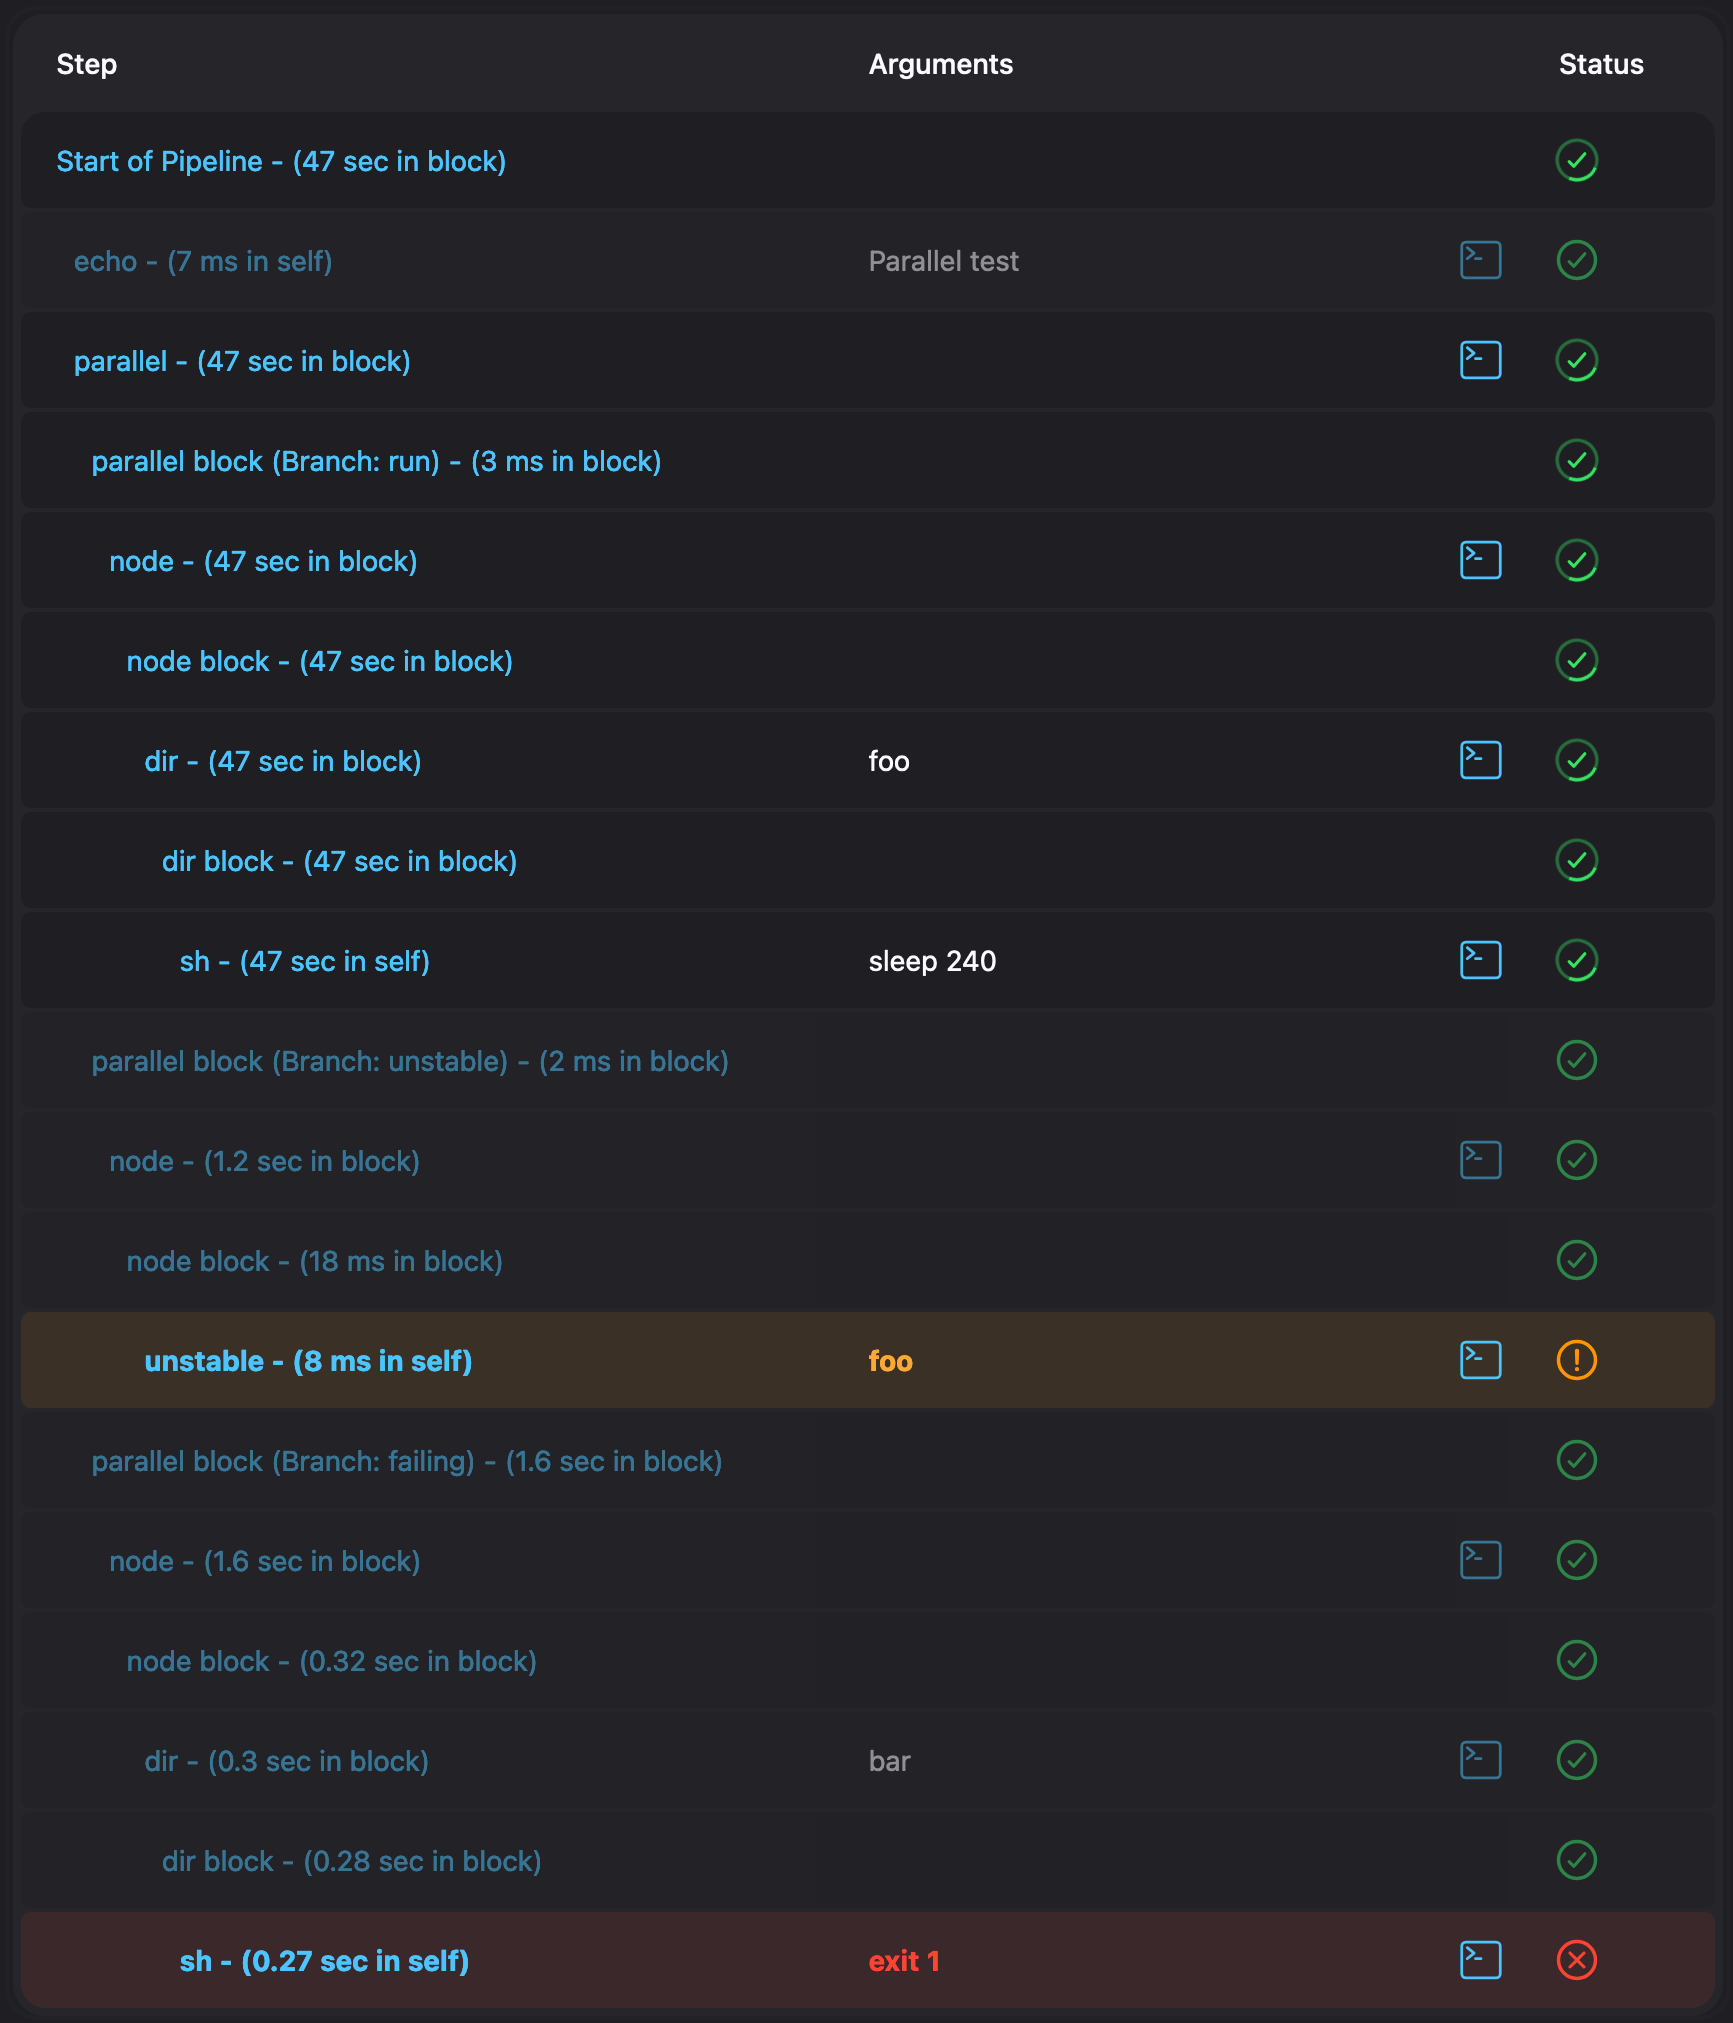 Step Arguments Status
Start of Pipeline - (47 sec in block)
echo - (7 ms in self) Parallel test
parallel - (47 sec in block)
parallel block (Branch: run) - (3 ms in block)
node - (47 sec in block)
node block - (47 sec in block)
dir - (47 sec in block) foo
dir block - (47 sec in block)
sh - (47 sec in self) sleep 240
parallel block (Branch: unstable) - (2 ms in block)
node - (1.2 sec in block)
node block - (18 ms in block)
unstable - (8 ms in self) foo
parallel block (Branch: failing) - (1.6 sec in block)
node - (1.6 sec in block)
node block - (0.32 sec in block)
dir - (0.3 sec in block) bar
dir block - (0.28 sec in block)
sh - (0.27 sec in self) exit 1